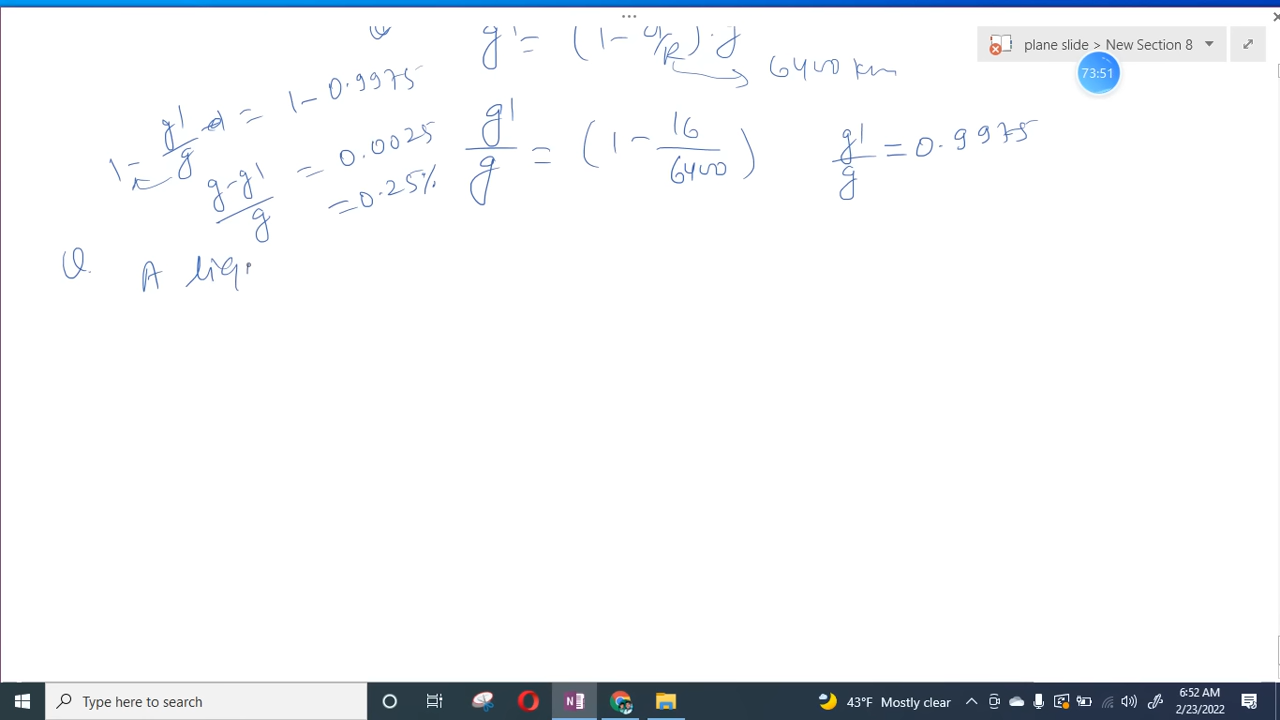 ...
plane slide > New Section 8
73:51
g' = (1 - d/R) · g
6400 km
1 - g'/g = 1 - 0.9975
g'/g = (1 - 16/6400)
g'/g = 0.9975
g-g'/g = 0.0025
= 0.25%
Q. A liq
Type here to search
43°F Mostly clear
6:52 AM
2/23/2022